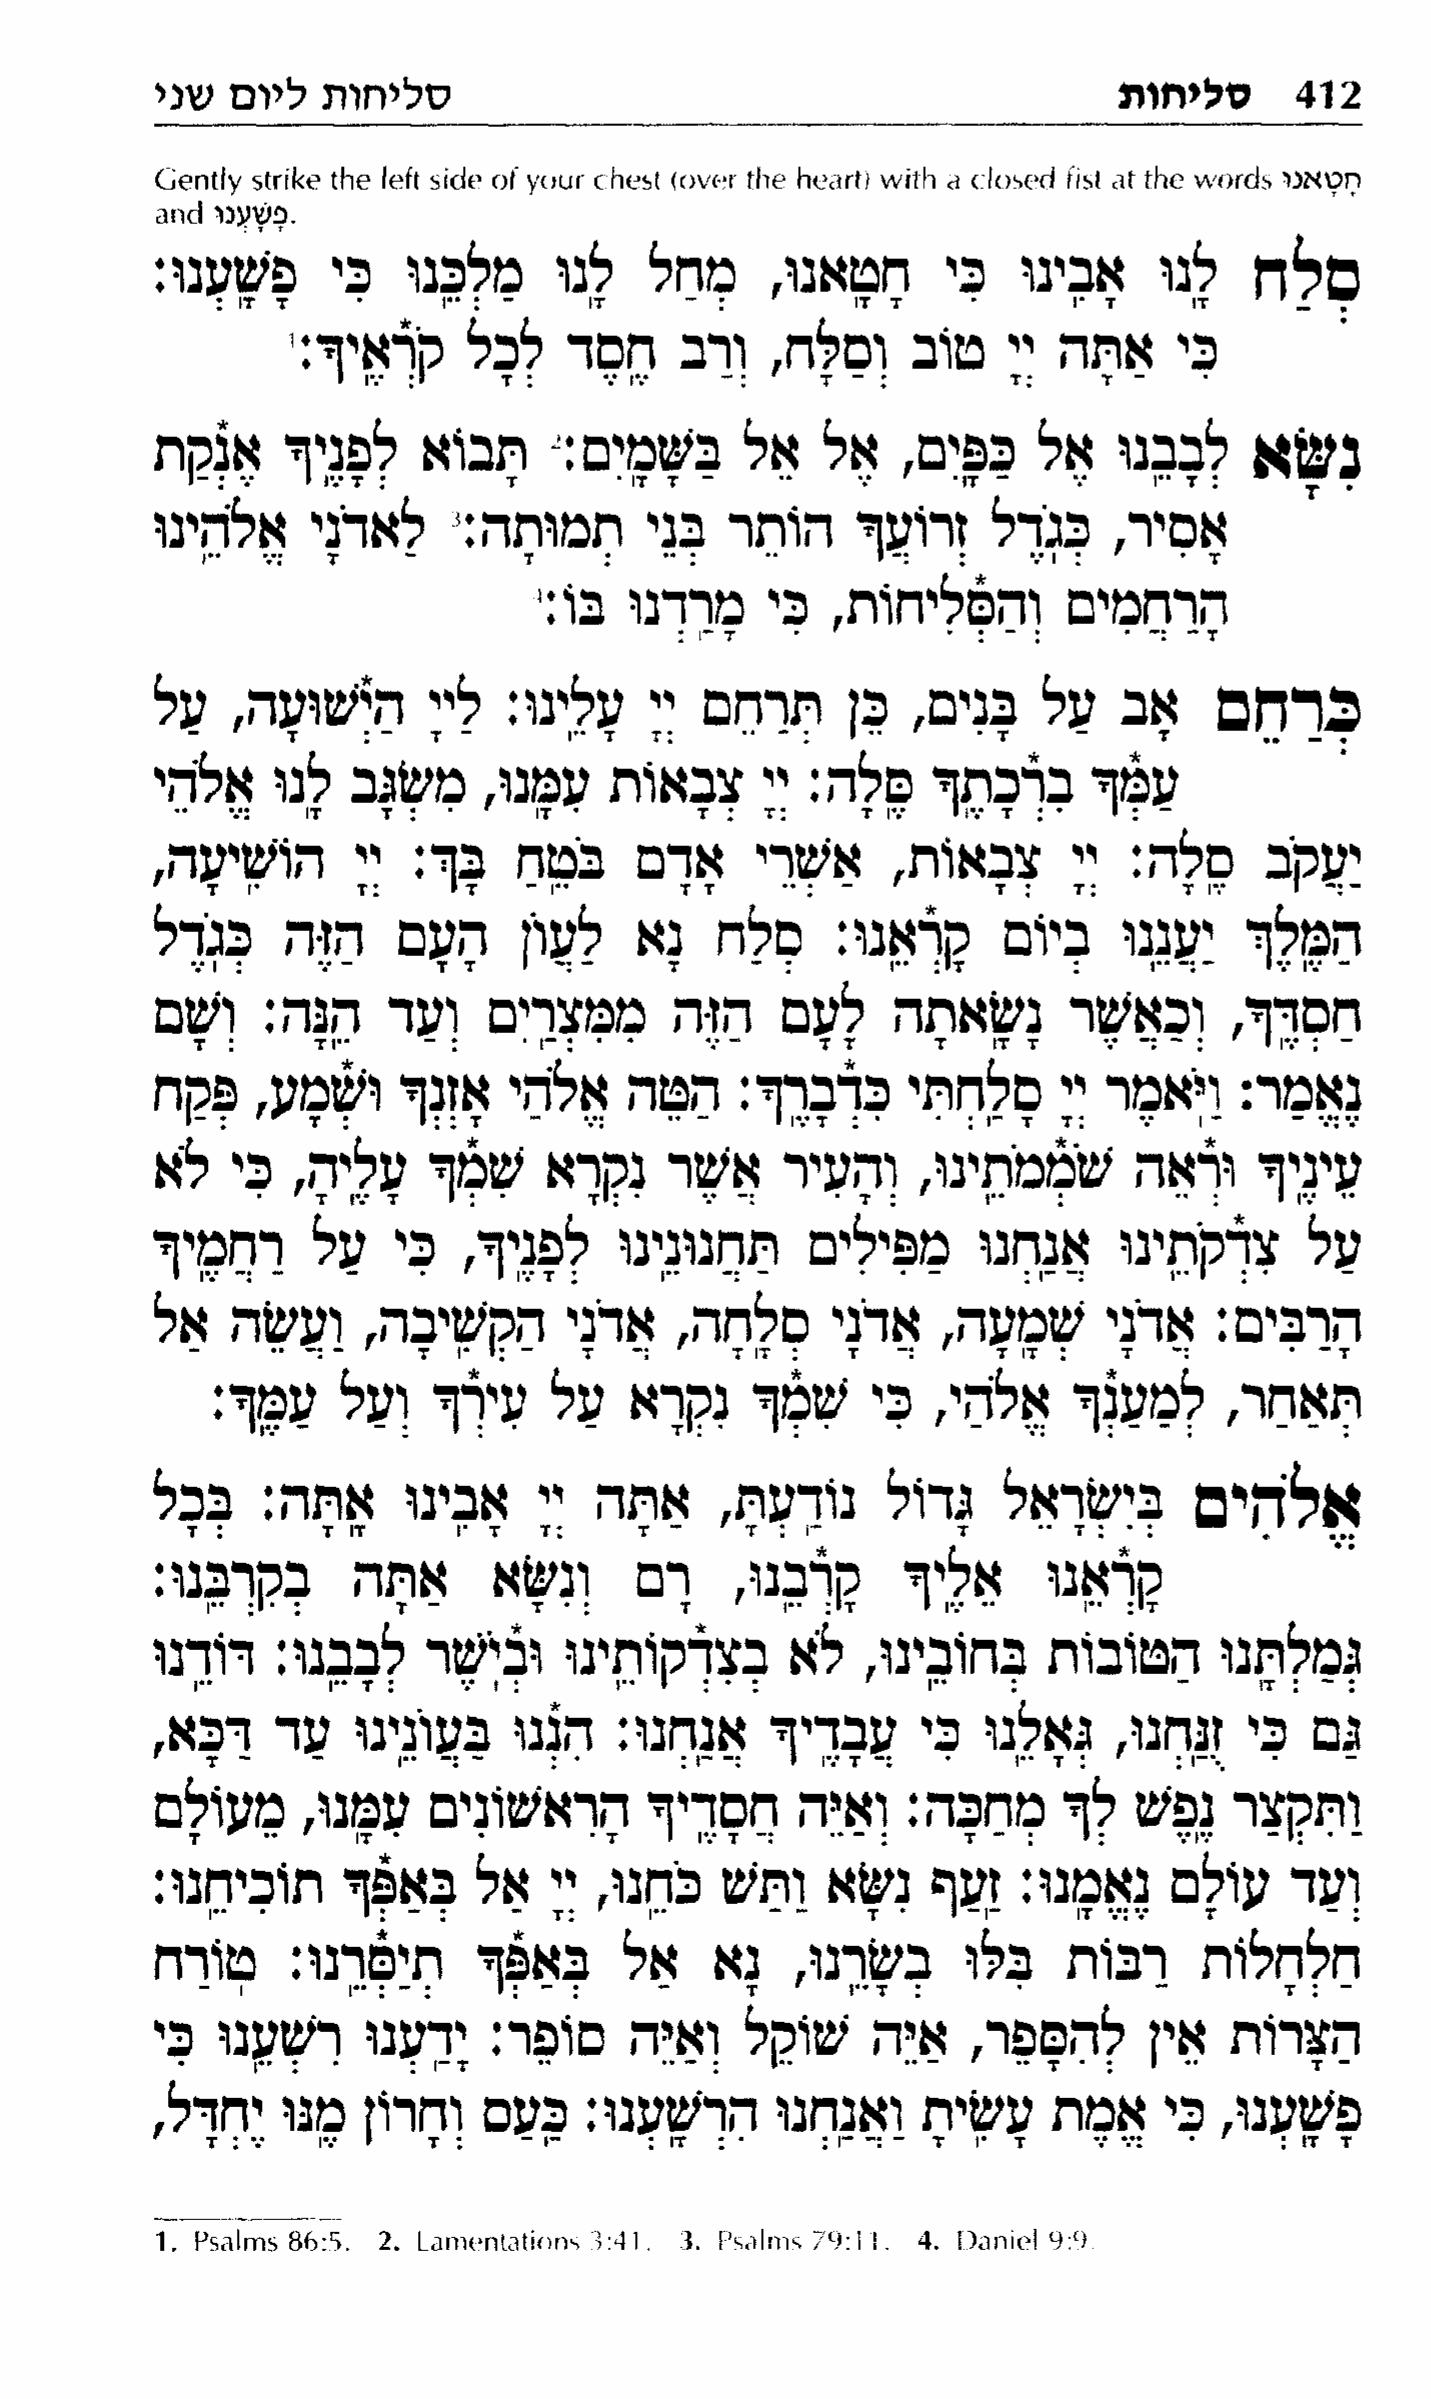 412 סליחות סליחות ליום שני
Gently strike the left side of your chest (over the heart) with a closed fist at the words חָטָאנוּ
and פָּשָׁעְנוּ.
סְלַח לָנוּ אָבִינוּ כִּי חָטָאנוּ, מְחַל לָנוּ מַלְכֵּנוּ כִּי פָשָׁעְנוּ:
כִּי אַתָּה יְיָ טוֹב וְסַלָּח, וְרַב חֶסֶד לְכָל קֹרְאֶיךָ:1
נִשָּׂא לְבָבֵנוּ אֶל כַּפָּיִם, אֶל אֵל בַּשָּׁמָיִם:2 תָּבוֹא לְפָנֶיךָ אֶנְקַת
אָסִיר, כְּגֹדֶל זְרוֹעֲךָ הוֹתֵר בְּנֵי תְמוּתָה:3 לַאדֹנָי אֱלֹהֵינוּ
הָרַחֲמִים וְהַסְּלִיחוֹת, כִּי מָרַדְנוּ בּוֹ:4
כְּרַחֵם אָב עַל בָּנִים, כֵּן תְּרַחֵם יְיָ עָלֵינוּ: לַייָ הַיְשׁוּעָה, עַל
עַמְּךָ בִרְכָתֶךָ סֶּלָה: יְיָ צְבָאוֹת עִמָּנוּ, מִשְׂגָּב לָנוּ אֱלֹהֵי
יַעֲקֹב סֶלָה: יְיָ צְבָאוֹת, אַשְׁרֵי אָדָם בֹּטֵחַ בָּךְ: יְיָ הוֹשִׁיעָה,
הַמֶּלֶךְ יַעֲנֵנוּ בְיוֹם קָרְאֵנוּ: סְלַח נָא לַעֲוֹן הָעָם הַזֶּה כְּגֹדֶל
חַסְדֶּךָ, וְכַאֲשֶׁר נָשָׂאתָה לָעָם הַזֶּה מִמִּצְרַיִם וְעַד הֵנָּה: וְשָׁם
נֶאֱמַר: וַיֹּאמֶר יְיָ סָלַחְתִּי כִּדְבָרֶךָ: הַטֵּה אֱלֹהַי אָזְנְךָ וּשְׁמָע, פְּקַח
עֵינֶיךָ וּרְאֵה שֹׁמְמֹתֵינוּ, וְהָעִיר אֲשֶׁר נִקְרָא שִׁמְךָ עָלֶיהָ, כִּי לֹא
עַל צִדְקֹתֵינוּ אֲנַחְנוּ מַפִּילִים תַּחֲנוּנֵינוּ לְפָנֶיךָ, כִּי עַל רַחֲמֶיךָ
הָרַבִּים: אֲדֹנָי שְׁמָעָה, אֲדֹנָי סְלָחָה, אֲדֹנָי הַקְשִׁיבָה, וַעֲשֵׂה אַל
תְּאַחַר, לְמַעַנְךָ אֱלֹהַי, כִּי שִׁמְךָ נִקְרָא עַל עִירְךָ וְעַל עַמֶּךָ:
אֱלֹהִים בְּיִשְׂרָאֵל גָּדוֹל נוֹדַעְתָּ, אַתָּה יְיָ אָבִינוּ אָתָּה: בְּכָל
קָרְאֵנוּ אֵלֶיךָ קָרְבֵנוּ, רָם וְנִשָּׂא אַתָּה בְקִרְבֵּנוּ:
גְּמַלְתָּנוּ הַטּוֹבוֹת בְּחוֹבֵינוּ, לֹא בְצִדְקוֹתֵינוּ וּבְיֹשֶׁר לְבָבֵנוּ: דּוֹדֵנוּ
גַּם כִּי זָנַֽחְנוּ, גְּאָלֵנוּ כִּי עֲבָדֶיךָ אֲנַחְנוּ: הִנְנוּ בַּעֲוֹנֵינוּ עַד דַּכָּא,
וַתִּקְצַר נֶפֶשׁ לְךָ מְחַכָּה: וְאַיֵּה חֲסָדֶיךָ הָרִאשׁוֹנִים עִמָּנוּ, מֵעוֹלָם
וְעַד עוֹלָם נֶאֱמָנוּ: זַעַף נִשָּׂא וַתַּשׁ כֹּחֵנוּ, יְיָ אַל בְּאַפְּךָ תוֹכִיחֵנוּ:
חַלְחָלוֹת רַבּוֹת בִּלּוּ בְשָׂרֵנוּ, נָא אַל בְּאַפְּךָ תְיַסְּרֵנוּ: טֽוֹרַח
הַצָּרוֹת אֵין לְהִסָּפֵר, אַיֵּה שׁוֹקֵל וְאַיֵּה סוֹפֵר: יָדַעְנוּ רִשְׁעֵנוּ כִּי
פָשָׁעְנוּ, כִּי אֱמֶת עָשִׂיתָ וַאֲנַחְנוּ הִרְשָׁעְנוּ: כַּעַס וְחָרוֹן מֶנּוּ יֶחְדָּל,
1. Psalms 86:5. 2. Lamentations 3:41. 3. Psalms 79:11. 4. Daniel 9:9.